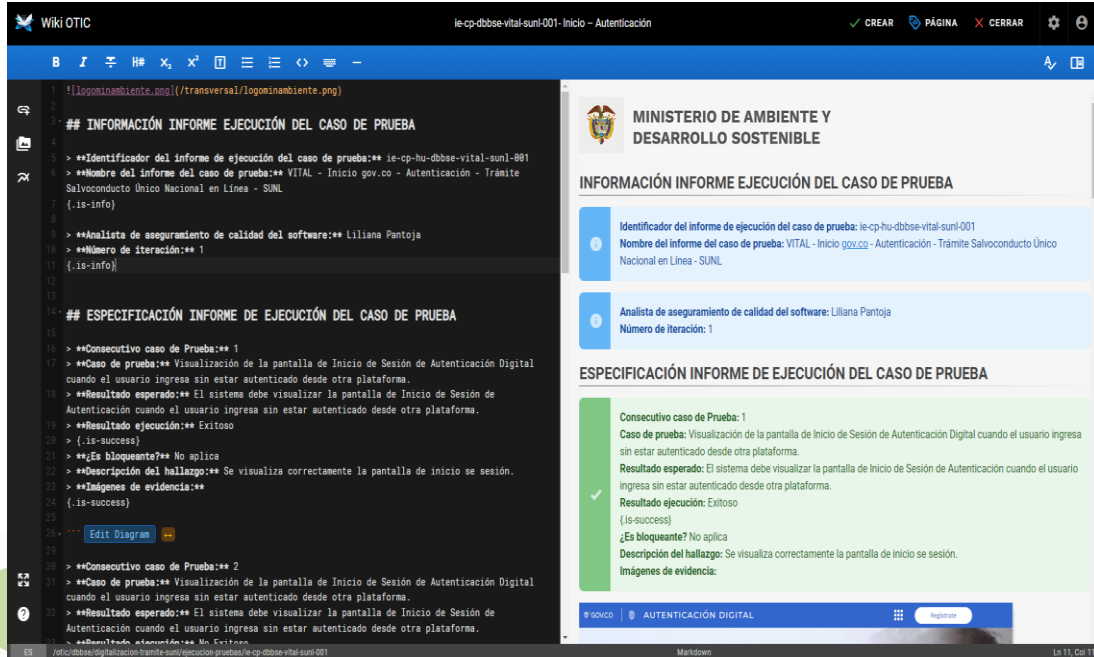 Wiki OTIC
ie-cp-dbbse-vital-sunl-001- Inicio – Autenticación
CREAR
PÁGINA
CERRAR
B I H# X₂ X² T
1 ![logominambiente.png](/transversal/logominambiente.png)
2
3 ## INFORMACIÓN INFORME EJECUCIÓN DEL CASO DE PRUEBA
4
5 > **Identificador del informe de ejecución del caso de prueba:** ie-cp-hu-dbbse-vital-sunl-001
6 > **Nombre del informe del caso de prueba:** VITAL - Inicio gov.co - Autenticación - Trámite
Salvoconducto Único Nacional en Línea - SUNL
7 {.is-info}
8
9 > **Analista de aseguramiento de calidad del software:** Liliana Pantoja
10 > **Número de iteración:** 1
11 {.is-info}
12
13
14 ## ESPECIFICACIÓN INFORME DE EJECUCIÓN DEL CASO DE PRUEBA
15
16 > **Consecutivo caso de Prueba:** 1
17 > **Caso de prueba:** Visualización de la pantalla de Inicio de Sesión de Autenticación Digital
cuando el usuario ingresa sin estar autenticado desde otra plataforma.
18 > **Resultado esperado:** El sistema debe visualizar la pantalla de Inicio de Sesión de
Autenticación cuando el usuario ingresa sin estar autenticado desde otra plataforma.
19 > **Resultado ejecución:** Exitoso
20 > {.is-success}
21 > **¿Es bloqueante?** No aplica
22 > **Descripción del hallazgo:** Se visualiza correctamente la pantalla de inicio se sesión.
23 > **Imágenes de evidencia:**
24 {.is-success}
25
26 ``` Edit Diagram
29
30 > **Consecutivo caso de Prueba:** 2
31 > **Caso de prueba:** Visualización de la pantalla de Inicio de Sesión de Autenticación Digital
cuando el usuario ingresa sin estar autenticado desde otra plataforma.
32 > **Resultado esperado:** El sistema debe visualizar la pantalla de Inicio de Sesión de
Autenticación cuando el usuario ingresa sin estar autenticado desde otra plataforma.
33 > **Resultado ejecución:** No Exitoso
MINISTERIO DE AMBIENTE Y
DESARROLLO SOSTENIBLE
INFORMACIÓN INFORME EJECUCIÓN DEL CASO DE PRUEBA
Identificador del informe de ejecución del caso de prueba: ie-cp-hu-dbbse-vital-sunl-001
Nombre del informe del caso de prueba: VITAL - Inicio gov.co - Autenticación - Trámite Salvoconducto Único
Nacional en Línea - SUNL
Analista de aseguramiento de calidad del software: Liliana Pantoja
Número de iteración: 1
ESPECIFICACIÓN INFORME DE EJECUCIÓN DEL CASO DE PRUEBA
Consecutivo caso de Prueba: 1
Caso de prueba: Visualización de la pantalla de Inicio de Sesión de Autenticación Digital cuando el usuario ingresa
sin estar autenticado desde otra plataforma.
Resultado esperado: El sistema debe visualizar la pantalla de Inicio de Sesión de Autenticación cuando el usuario
ingresa sin estar autenticado desde otra plataforma.
Resultado ejecución: Exitoso
{.is-success}
¿Es bloqueante? No aplica
Descripción del hallazgo: Se visualiza correctamente la pantalla de inicio se sesión.
Imágenes de evidencia:
GOV.CO
AUTENTICACIÓN DIGITAL
Regístrate
ES
/otic/dbbse/digitalizacion-tramite-sunl/ejecucion-pruebas/ie-cp-dbbse-vital-sunl-001
Markdown
Ln 11, Col 11